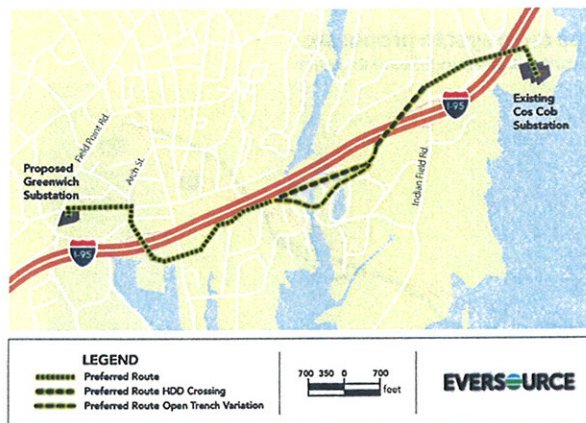 Field Point Rd.
Arch St.
Proposed
Greenwich
Substation
I-95
Indian Field Rd.
I-95
Existing
Cos Cob
Substation
LEGEND
Preferred Route
Preferred Route HDD Crossing
Preferred Route Open Trench Variation
700 350 0 700
feet
EVERSOURCE